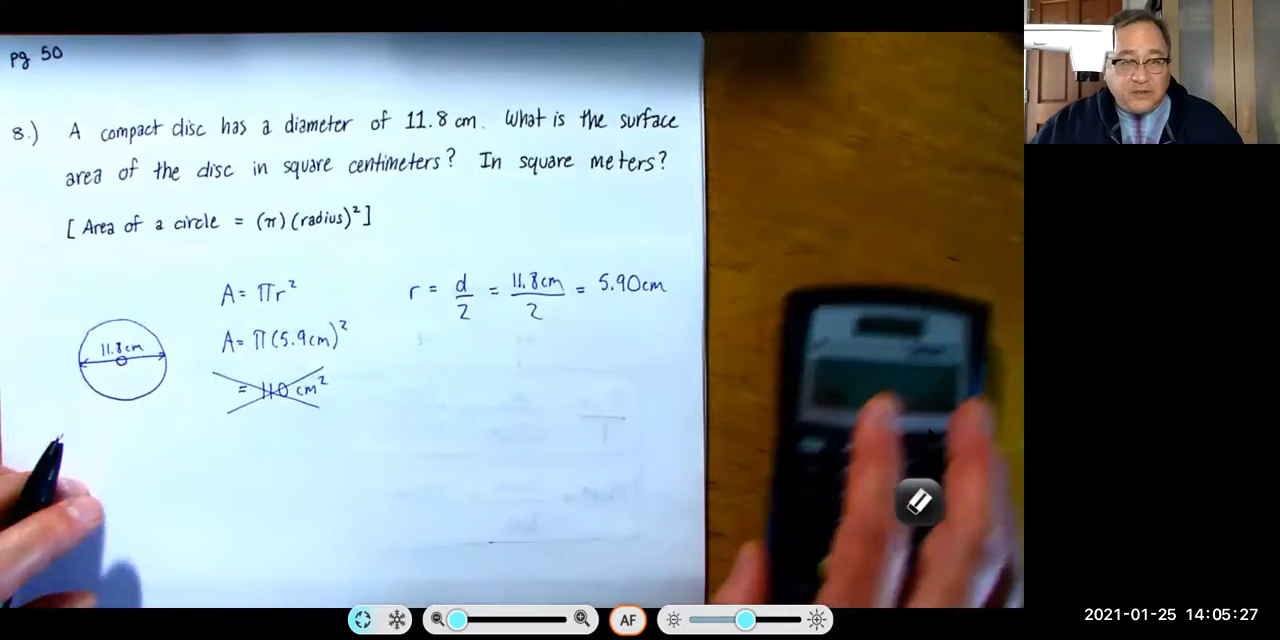 pg 50
8.) A compact disc has a diameter of 11.8 cm. What is the surface
area of the disc in square centimeters? In square meters?
[Area of a circle = (π)(radius)²]
A = πr²
r = d/2 = 11.8cm/2 = 5.90cm
A = π(5.9cm)²
11.8cm
= 110 cm²
AF
2021-01-25 14:05:27